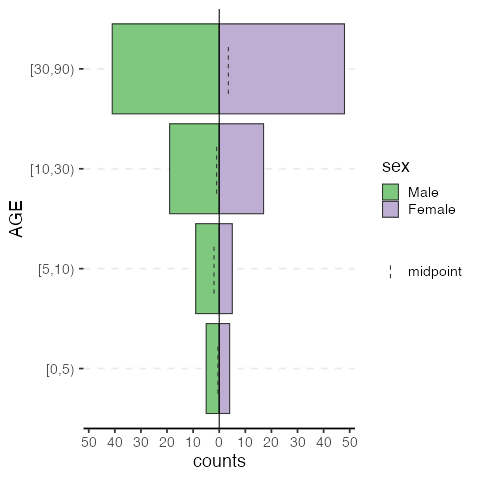 [30,90)
[10,30)
[5,10)
[0,5)
AGE
50 40 30 20 10 0 10 20 30 40 50
counts
sex
Male
Female
midpoint